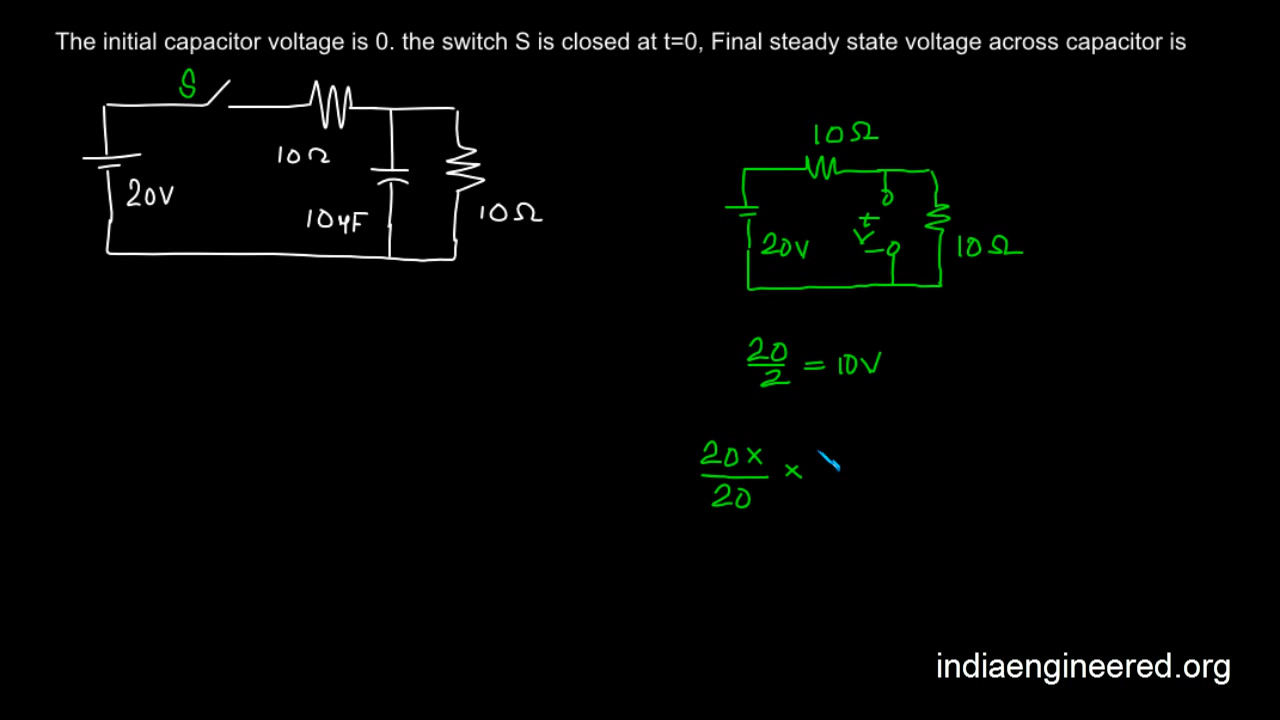 The initial capacitor voltage is 0. the switch S is closed at t=0, Final steady state voltage across capacitor is
S
10Ω
20V
10μF
10Ω
10Ω
20V
+
V
-
10Ω
20/2 = 10V
20x/20 ×
indiaengineered.org